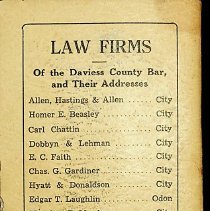 LAW FIRMS
Of the Daviess County Bar,
and Their Addresses
Allen, Hastings & Allen ...... City
Homer E. Beasley ...... City
Carl Chattin ...... City
Dobbyn & Lehman ...... City
E. C. Faith ...... City
Chas. G. Gardiner ...... City
Hyatt & Donaldson ...... City
Edgar T. Laughlin ...... Odon